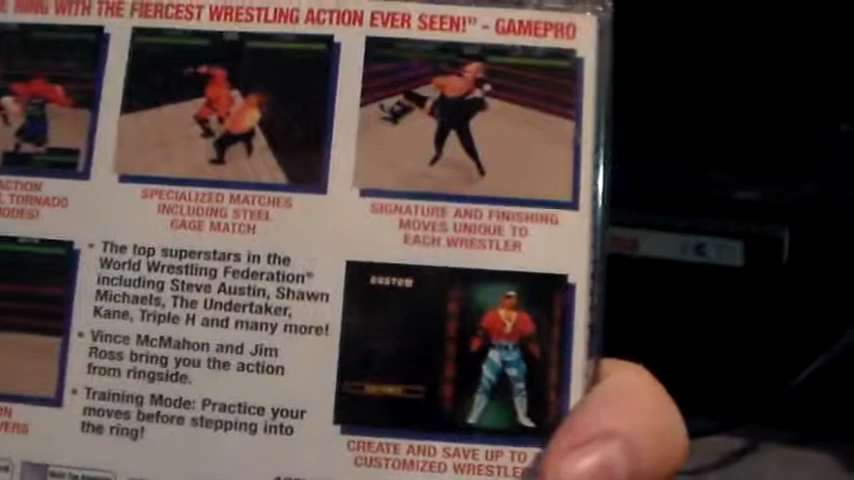 RING WITH THE FIERCEST WRESTLING ACTION EVER SEEN!" - GAMEPRO
ACTION
TORNADO
SPECIALIZED MATCHES
INCLUDING STEEL
GAGE MATCH
SIGNATURE AND FINISHING
MOVES UNIQUE TO
EACH WRESTLER
• The top superstars in the
World Wrestling Federation®
including Steve Austin, Shawn
Michaels, The Undertaker,
Kane, Triple H and many more!
• Vince McMahon and Jim
Ross bring you the action
from ringside.
• Training Mode: Practice your
moves before stepping into
the ring!
CUSTOM
CREATE AND SAVE UP TO
CUSTOMIZED WRESTLE